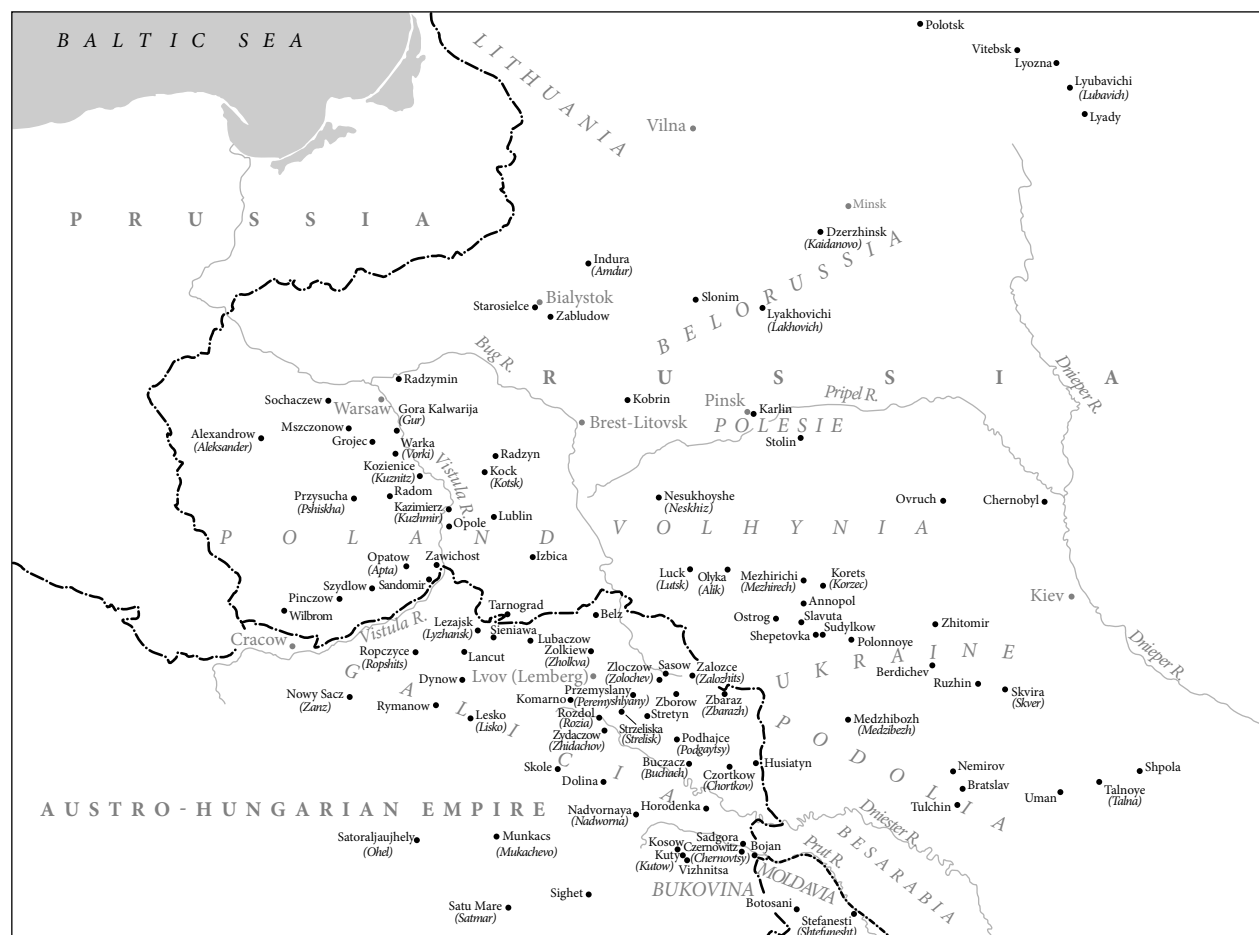 BALTIC SEA
LITHUANIA
Polotsk
Vitebsk
Lyozna
Lyubavichi
(Lubavich)
Lyady
Vilna
PRUSSIA
Minsk
Dzerzhinsk
(Kaidanovo)
Indura
(Amdur)
BELORUSSIA
Bialystok
Starosielce
Zabludow
Slonim
Lyakhovichi
(Lakhovich)
Bug R.
RUSSIA
Dnieper R.
Radzymin
Sochaczew
Warsaw
Gora Kalwarija
(Gur)
Kobrin
Pinsk
Karlin
Pripel R.
Mszczonow
Brest-Litovsk
POLESIE
Alexandrow
(Aleksander)
Grojec
Warka
(Vorki)
Stolin
Kozienice
(Kuznitz)
Vistula R.
Radzyn
Kock
(Kotsk)
Przysucha
(Pshiskha)
Radom
Kazimierz
(Kuzhmir)
Opole
Lublin
Nesukhoyshe
(Neskhiz)
Ovruch
Chernobyl
POLAND
VOLHYNIA
Izbica
Opatow
(Apta)
Zawichost
Szydlow
Sandomir
Pinczow
Wilbrom
Luck
(Lutsk)
Olyka
(Alik)
Mezhirichi
(Mezhirech)
Korets
(Korzec)
Annopol
Kiev
Tarnograd
Belz
Ostrog
Slavuta
Sudylkow
Shepetovka
Polonnoye
Zhitomir
Vistula R.
Cracow
Lezajsk
(Lyzhansk)
Sieniawa
Lubaczow
Zolkiew
(Zholkva)
Ropczyce
(Ropshits)
Lancut
Dnieper R.
UKRAINE
Berdichev
Ruzhin
Skvira
(Skver)
GALICIA
Dynow
Lvov (Lemberg)
Zloczow
(Zolochev)
Sasow
Zalozce
(Zalozhits)
Nowy Sacz
(Zanz)
Rymanow
Komarno
Przemyslany
(Peremyshlyany)
Zborow
Zbaraz
(Zbarazh)
Lesko
(Lisko)
Rozdol
(Rozia)
Stretyn
Strzeliska
(Strelisk)
Zydaczow
(Zhidachov)
Podhajce
(Podgaytsy)
Medzhibozh
(Medzibezh)
PODOLIA
Skole
Dolina
Buczacz
(Buchach)
Czortkow
(Chortkov)
Husiatyn
Nemirov
Bratslav
Tulchin
Uman
Shpola
Talnoye
(Talna)
AUSTRO-HUNGARIAN EMPIRE
Nadvornaya
(Nadworna)
Horodenka
Dniester R.
Satoraljaujhely
(Ohel)
Munkacs
(Mukachevo)
Kosow
Kuty
(Kutow)
Sadgora
Czernowitz
(Chernovtsy)
Vizhnitsa
Bojan
Prut R.
BESARABIA
BUKOVINA
MOLDAVIA
Sighet
Satu Mare
(Satmar)
Botosani
Stefanesti
(Shtefunesht)